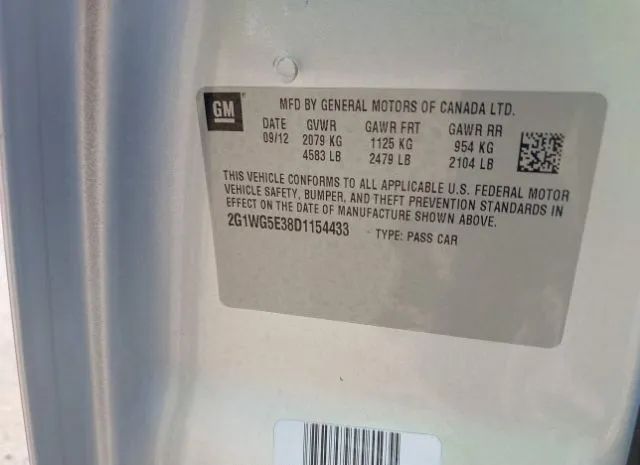 GM
MFD BY GENERAL MOTORS OF CANADA LTD.
DATE GVWR GAWR FRT GAWR RR
09/12 2079 KG 1125 KG 954 KG
4583 LB 2479 LB 2104 LB
THIS VEHICLE CONFORMS TO ALL APPLICABLE U.S. FEDERAL MOTOR
VEHICLE SAFETY, BUMPER, AND THEFT PREVENTION STANDARDS IN
EFFECT ON THE DATE OF MANUFACTURE SHOWN ABOVE.
2G1WG5E38D1154433 TYPE: PASS CAR